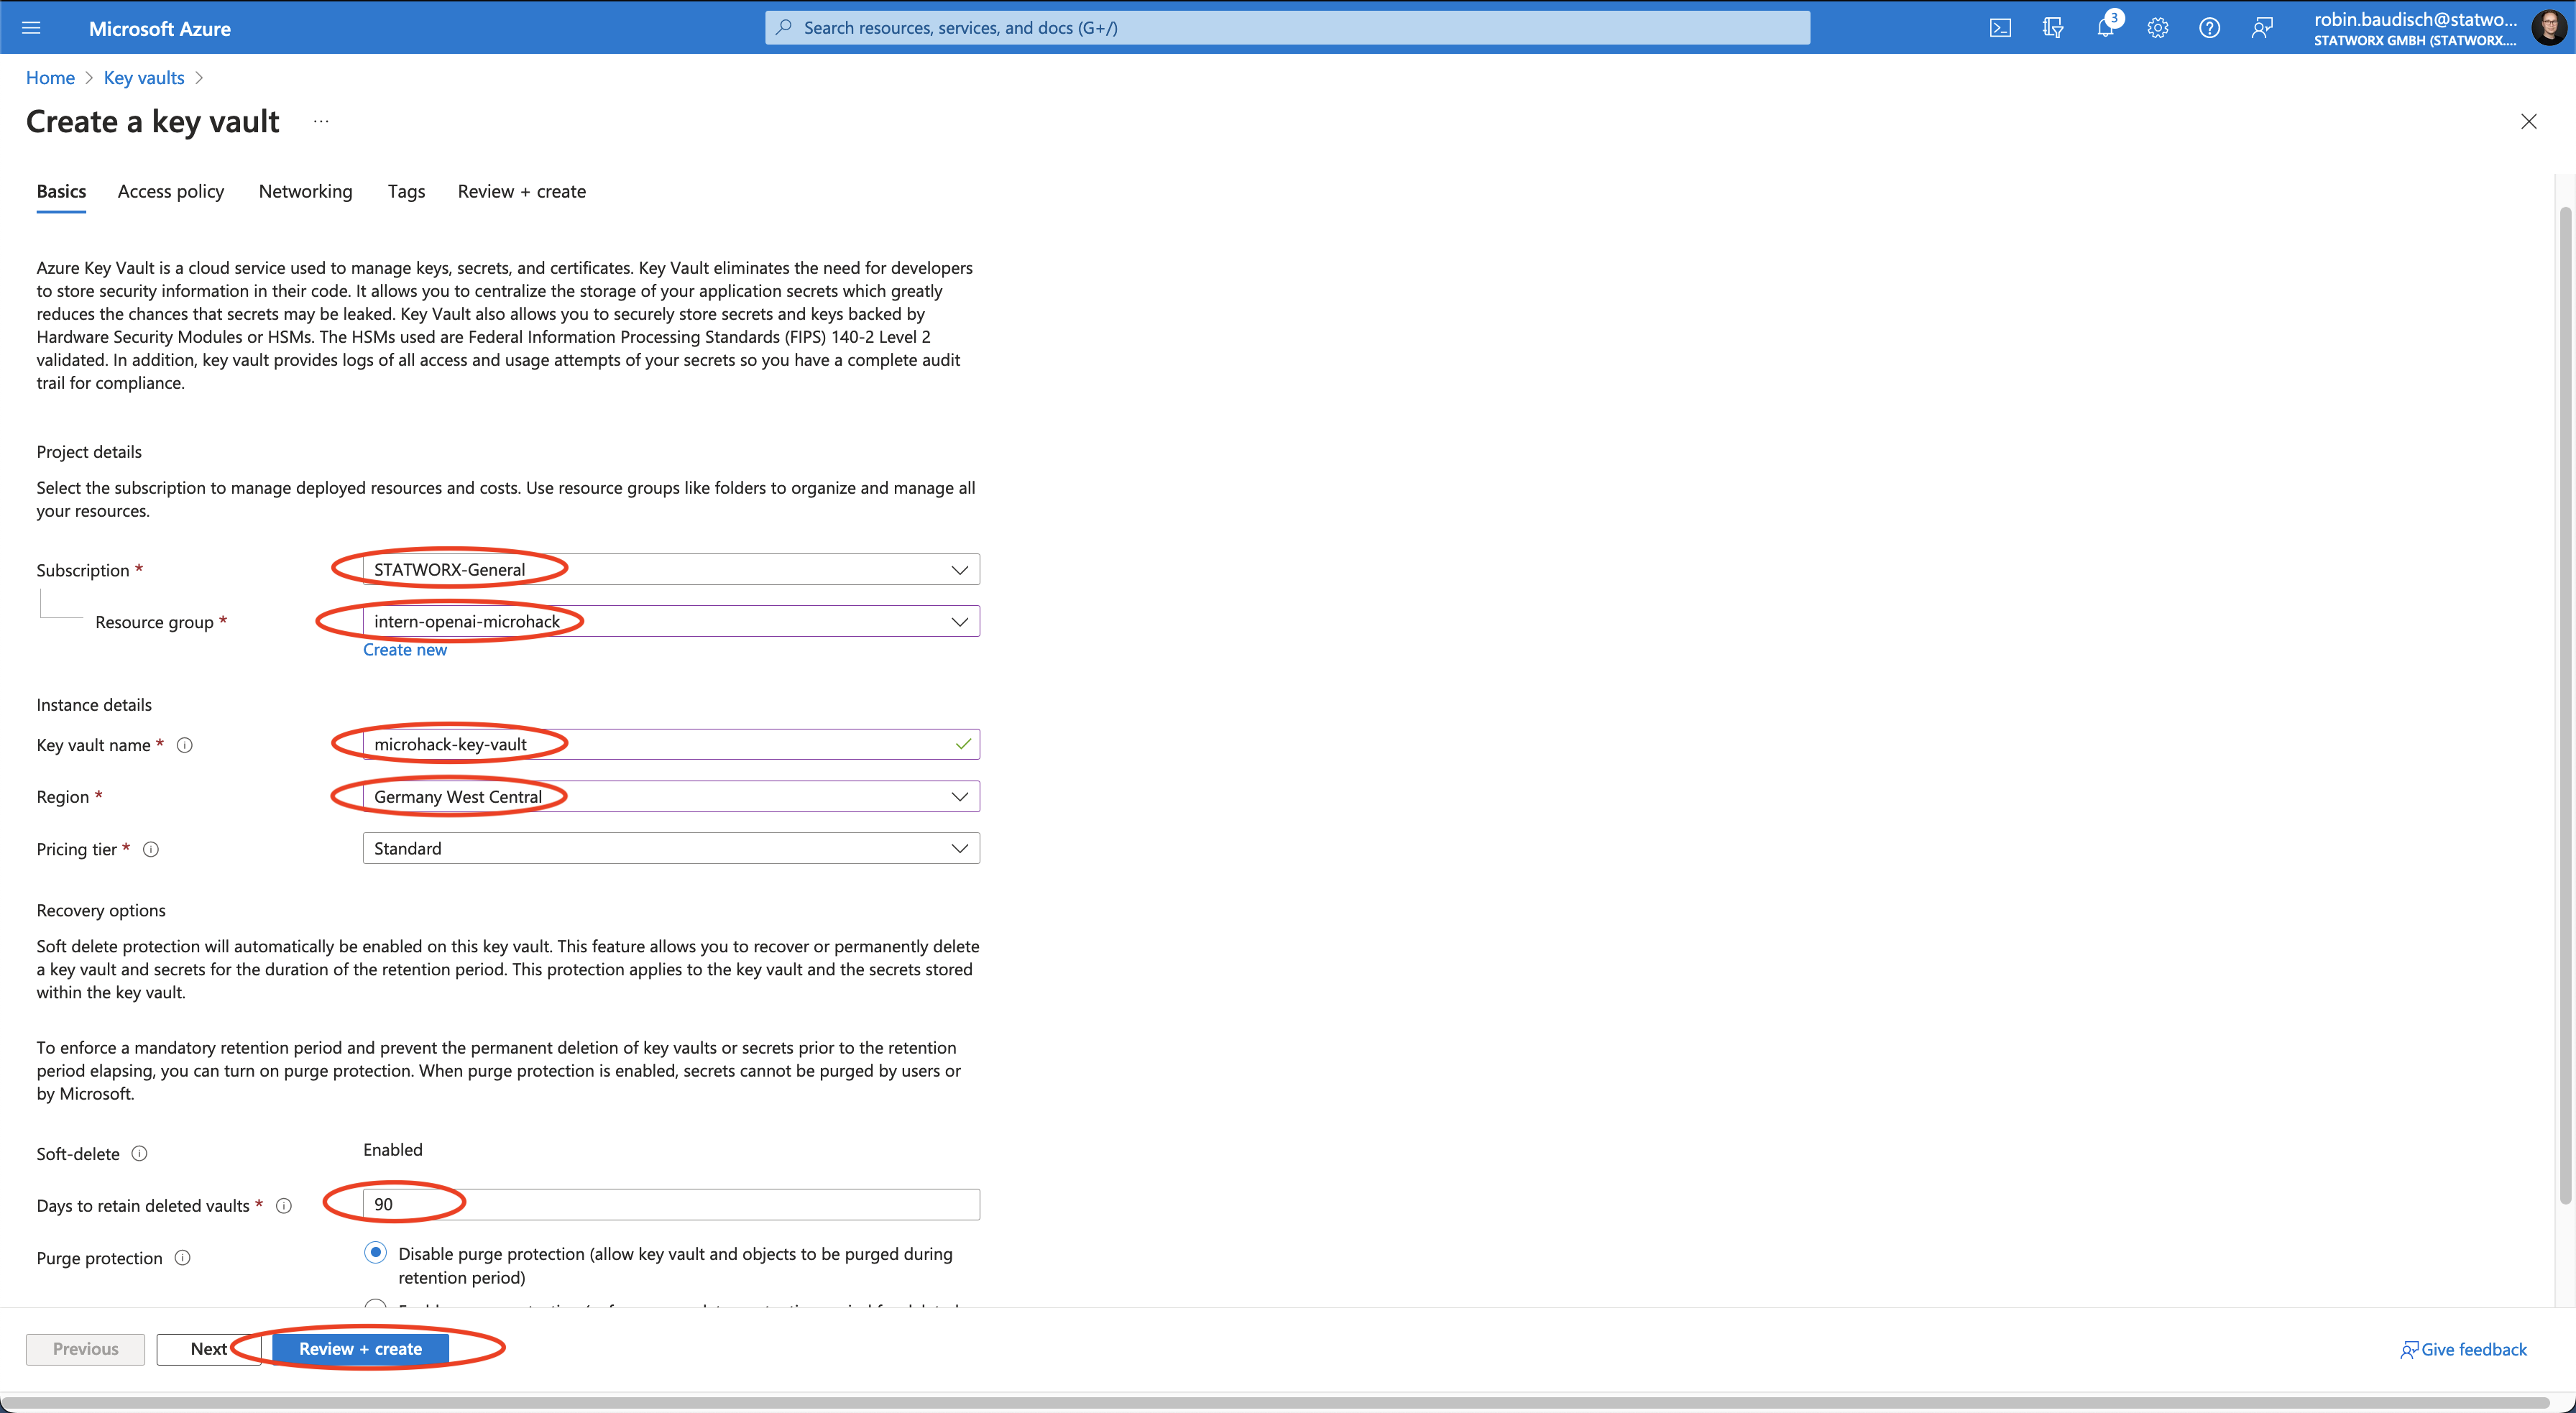 Microsoft Azure
Search resources, services, and docs (G+/)
3
robin.baudisch@statwo...
STATWORX GMBH (STATWORX....
Home > Key vaults >
Create a key vault ...
Basics Access policy Networking Tags Review + create
Azure Key Vault is a cloud service used to manage keys, secrets, and certificates. Key Vault eliminates the need for developers
to store security information in their code. It allows you to centralize the storage of your application secrets which greatly
reduces the chances that secrets may be leaked. Key Vault also allows you to securely store secrets and keys backed by
Hardware Security Modules or HSMs. The HSMs used are Federal Information Processing Standards (FIPS) 140-2 Level 2
validated. In addition, key vault provides logs of all access and usage attempts of your secrets so you have a complete audit
trail for compliance.
Project details
Select the subscription to manage deployed resources and costs. Use resource groups like folders to organize and manage all
your resources.
Subscription * STATWORX-General
Resource group * intern-openai-microhack
Create new
Instance details
Key vault name * microhack-key-vault
Region * Germany West Central
Pricing tier * Standard
Recovery options
Soft delete protection will automatically be enabled on this key vault. This feature allows you to recover or permanently delete
a key vault and secrets for the duration of the retention period. This protection applies to the key vault and the secrets stored
within the key vault.
To enforce a mandatory retention period and prevent the permanent deletion of key vaults or secrets prior to the retention
period elapsing, you can turn on purge protection. When purge protection is enabled, secrets cannot be purged by users or
by Microsoft.
Soft-delete Enabled
Days to retain deleted vaults * 90
Purge protection Disable purge protection (allow key vault and objects to be purged during
retention period)
Previous Next Review + create Give feedback